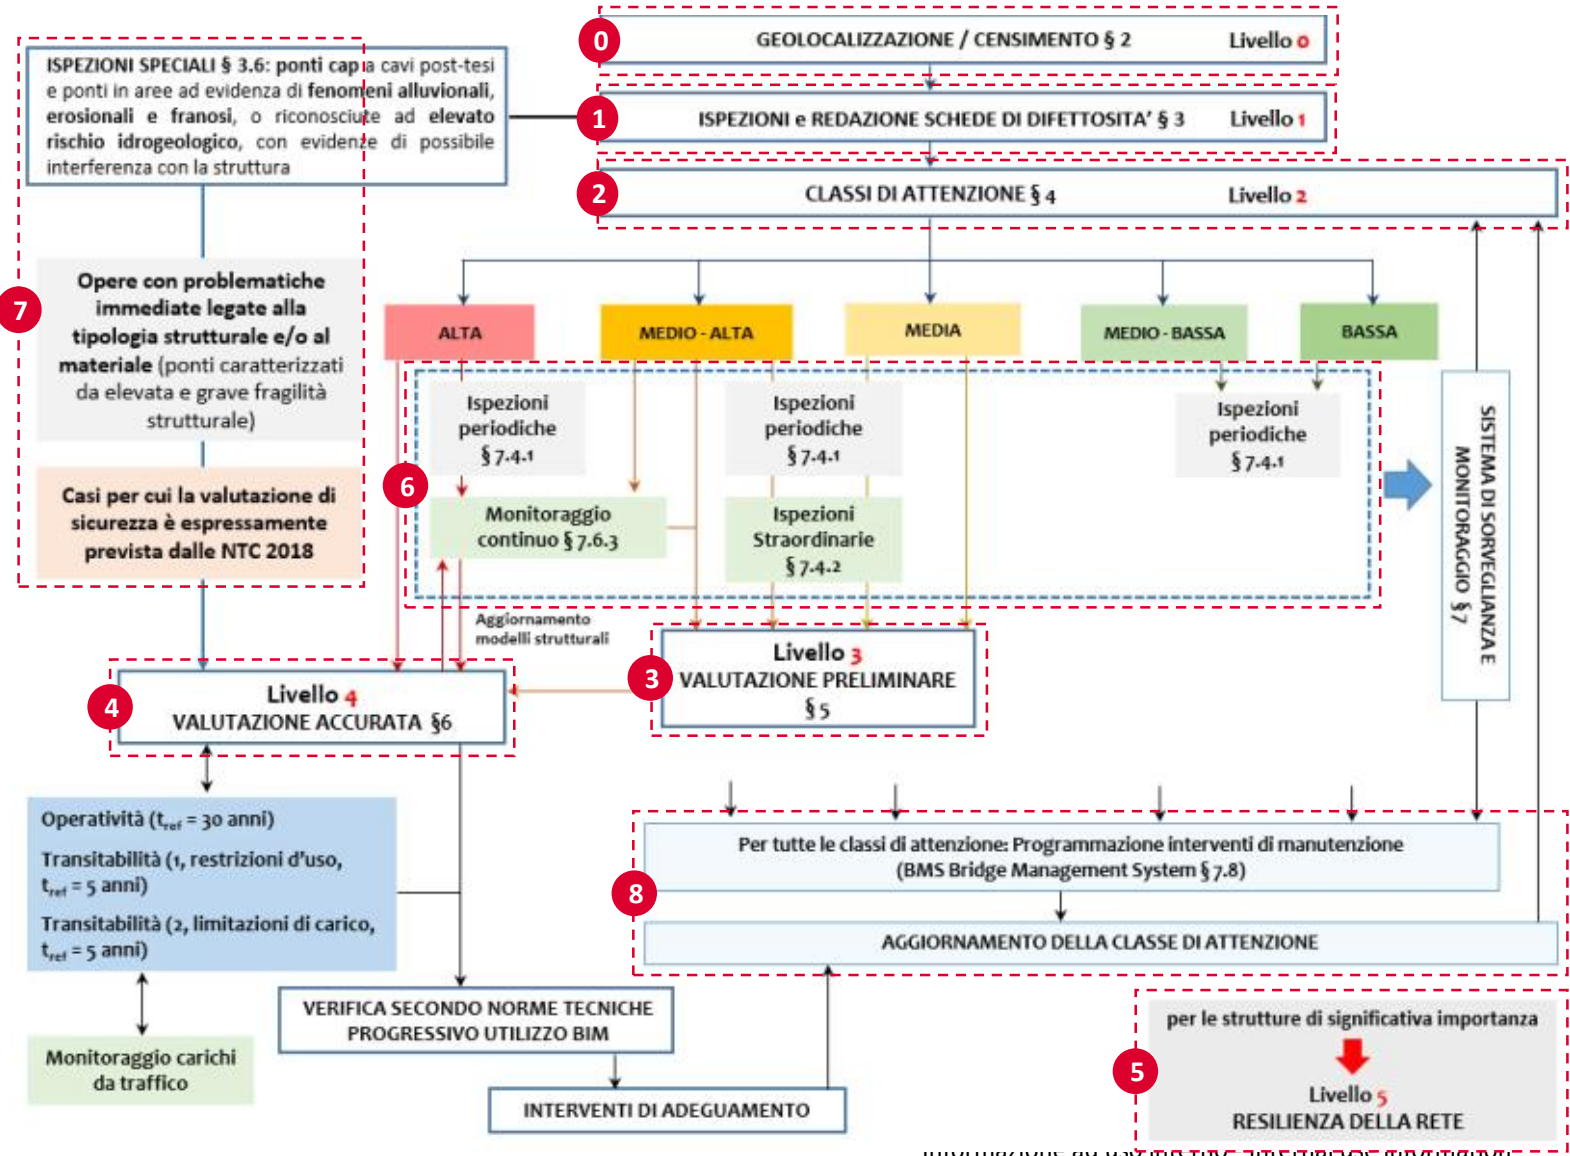 0
GEOLOCALIZZAZIONE / CENSIMENTO § 2 Livello 0
1
ISPEZIONI e REDAZIONE SCHEDE DI DIFETTOSITA' § 3 Livello 1
2
CLASSI DI ATTENZIONE § 4 Livello 2
ISPEZIONI SPECIALI § 3.6: ponti cap a cavi post-tesi
e ponti in aree ad evidenza di fenomeni alluvionali,
erosionali e franosi, o riconosciute ad elevato
rischio idrogeologico, con evidenze di possibile
interferenza con la struttura
7
Opere con problematiche
immediate legate alla
tipologia strutturale e/o al
materiale (ponti caratterizzati
da elevata e grave fragilità
strutturale)
Casi per cui la valutazione di
sicurezza è espressamente
prevista dalle NTC 2018
ALTA
MEDIO - ALTA
MEDIA
MEDIO - BASSA
BASSA
6
Ispezioni
periodiche
§ 7.4.1
Monitoraggio
continuo § 7.6.3
Ispezioni
periodiche
§ 7.4.1
Ispezioni
Straordinarie
§ 7.4.2
Ispezioni
periodiche
§ 7.4.1
SISTEMA DI SORVEGLIANZA E
MONITORAGGIO §7
Aggiornamento
modelli strutturali
3
Livello 3
VALUTAZIONE PRELIMINARE
§ 5
4
Livello 4
VALUTAZIONE ACCURATA §6
Operatività (tref = 30 anni)
Transitabilità (1, restrizioni d'uso,
tref = 5 anni)
Transitabilità (2, limitazioni di carico,
tref = 5 anni)
Monitoraggio carichi
da traffico
VERIFICA SECONDO NORME TECNICHE
PROGRESSIVO UTILIZZO BIM
INTERVENTI DI ADEGUAMENTO
8
Per tutte le classi di attenzione: Programmazione interventi di manutenzione
(BMS Bridge Management System § 7.8)
AGGIORNAMENTO DELLA CLASSE DI ATTENZIONE
5
per le strutture di significativa importanza
Livello 5
RESILIENZA DELLA RETE